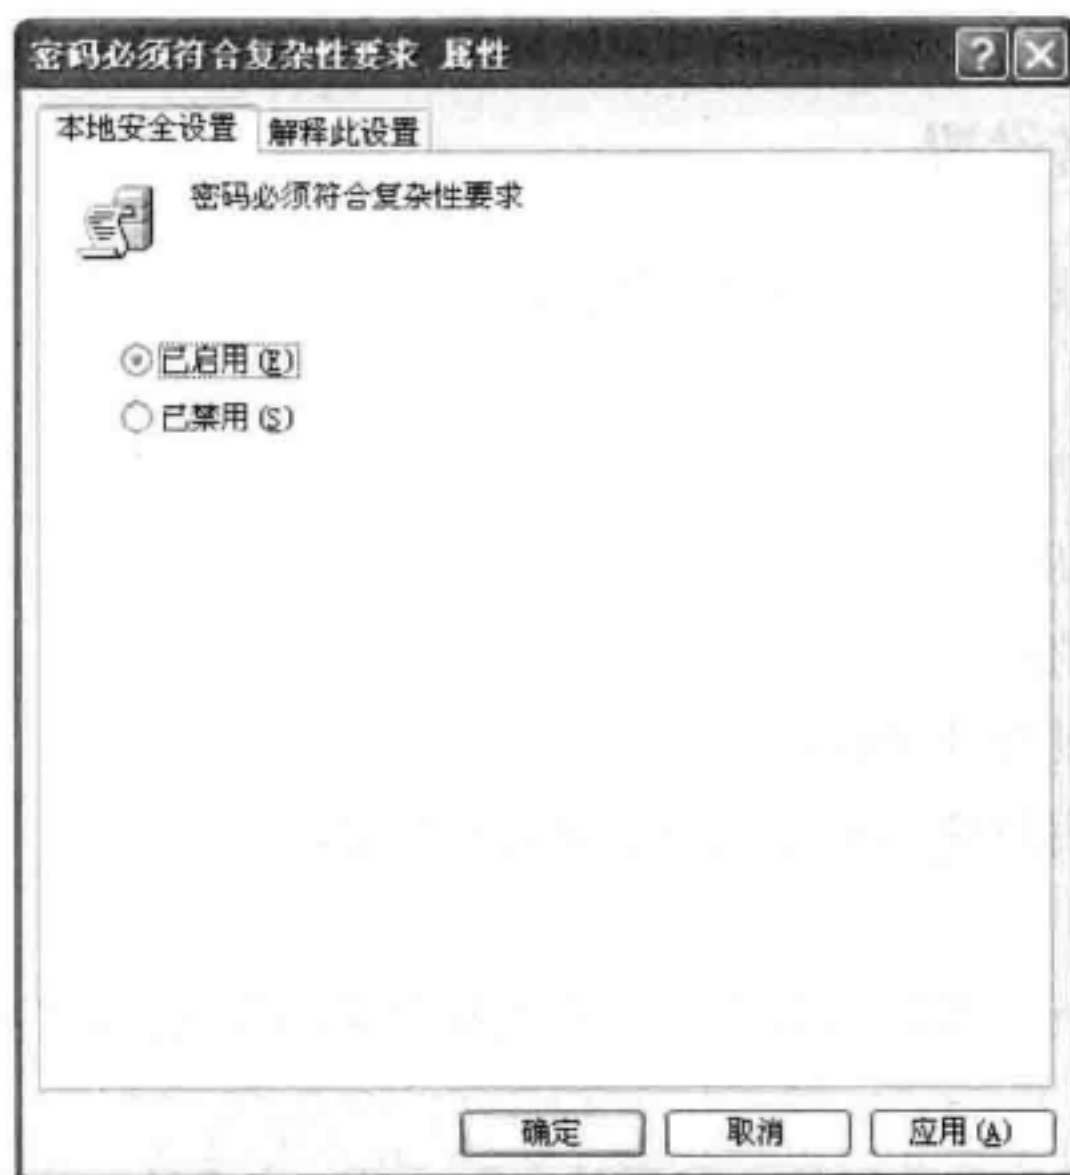 密码必须符合复杂性要求 属性
本地安全设置 解释此设置
密码必须符合复杂性要求
已启用(E)
已禁用(S)
确定 取消 应用(A)